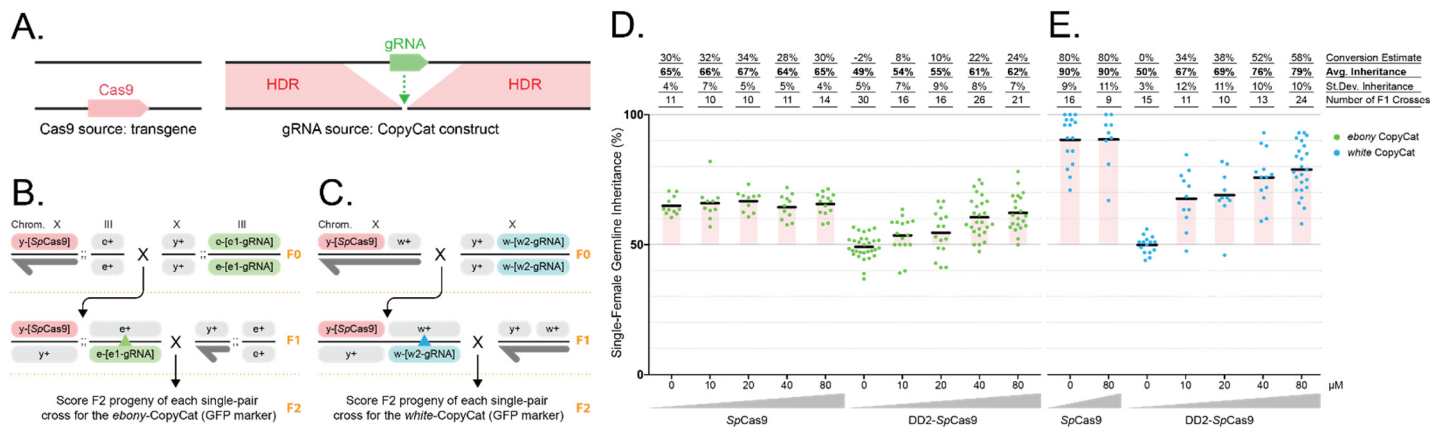 A.
Cas9
Cas9 source: transgene
gRNA
HDR
HDR
gRNA source: CopyCat construct
B.
Chrom. X III X III
y-[SpCas9] e+ y+ e-[e1-gRNA]
;; X ;; F0
e+ y+ e-[e1-gRNA]
y-[SpCas9] e+ y+ e+
;; X ;; F1
y+ e-[e1-gRNA] e+
Score F2 progeny of each single-pair
cross for the ebony-CopyCat (GFP marker)
F2
C.
Chrom. X X
y-[SpCas9] w+ y+ w-[w2-gRNA]
X F0
y+ w-[w2-gRNA]
y-[SpCas9] w+ y+ w+
X F1
y+ w-[w2-gRNA]
Score F2 progeny of each single-pair
cross for the white-CopyCat (GFP marker)
F2
D.
30% 32% 34% 28% 30% -2% 8% 10% 22% 24%
65% 66% 67% 64% 65% 49% 54% 55% 61% 62%
4% 7% 5% 5% 4% 5% 7% 9% 8% 7%
11 10 10 11 14 30 16 16 26 21
Single-Female Germline Inheritance (%)
100
50
0
0 10 20 40 80 0 10 20 40 80
SpCas9 DD2-SpCas9
E.
80% 80% 0% 34% 38% 52% 58% Conversion Estimate
90% 90% 50% 67% 69% 76% 79% Avg. Inheritance
9% 11% 3% 12% 11% 10% 10% St.Dev. Inheritance
16 9 15 11 10 13 24 Number of F1 Crosses
ebony CopyCat
white CopyCat
0 80 0 10 20 40 80 µM
SpCas9 DD2-SpCas9